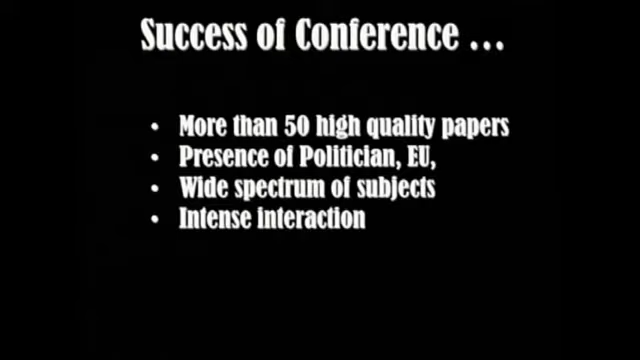 Success of Conference ...
• More than 50 high quality papers
• Presence of Politician, EU,
• Wide spectrum of subjects
• Intense interaction